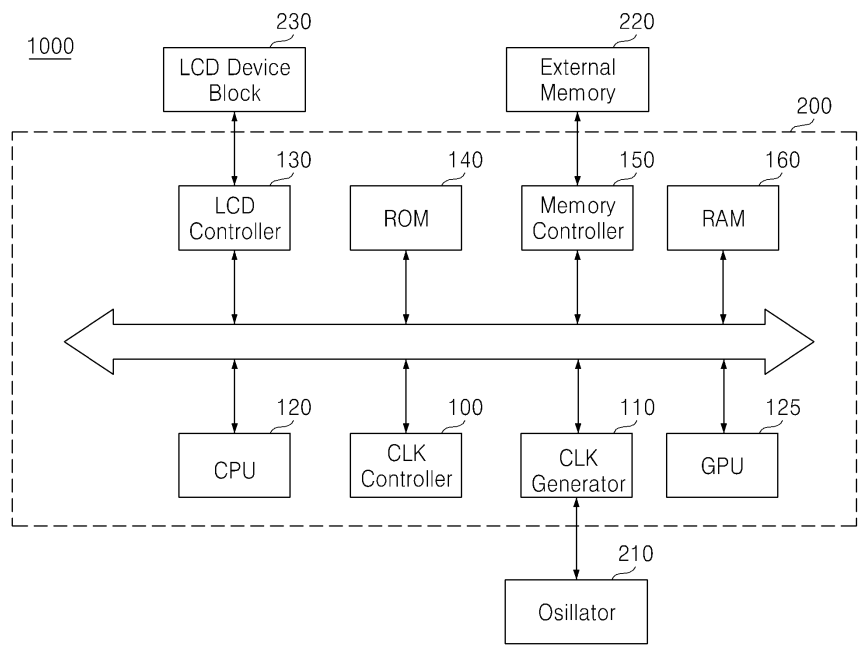 1000
230
220
LCD Device
Block
External
Memory
200
130
140
150
160
LCD
Controller
ROM
Memory
Controller
RAM
120
100
110
125
CPU
CLK
Controller
CLK
Generator
GPU
210
Osillator